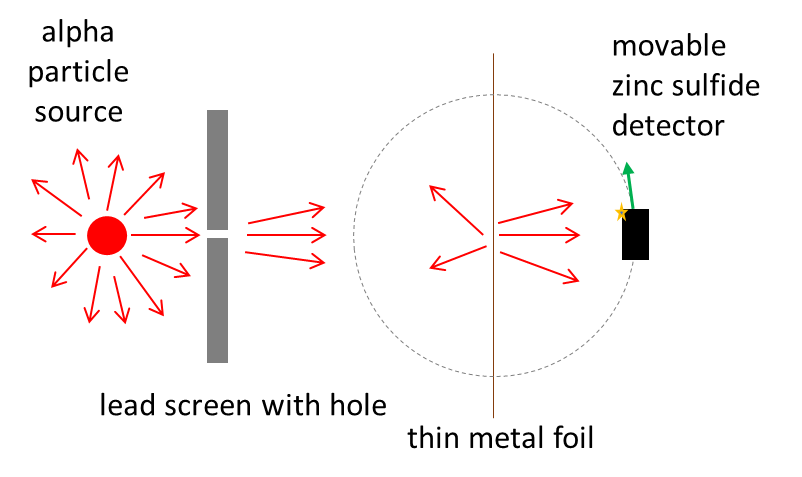 alpha
particle
source
movable
zinc sulfide
detector
lead screen with hole
thin metal foil